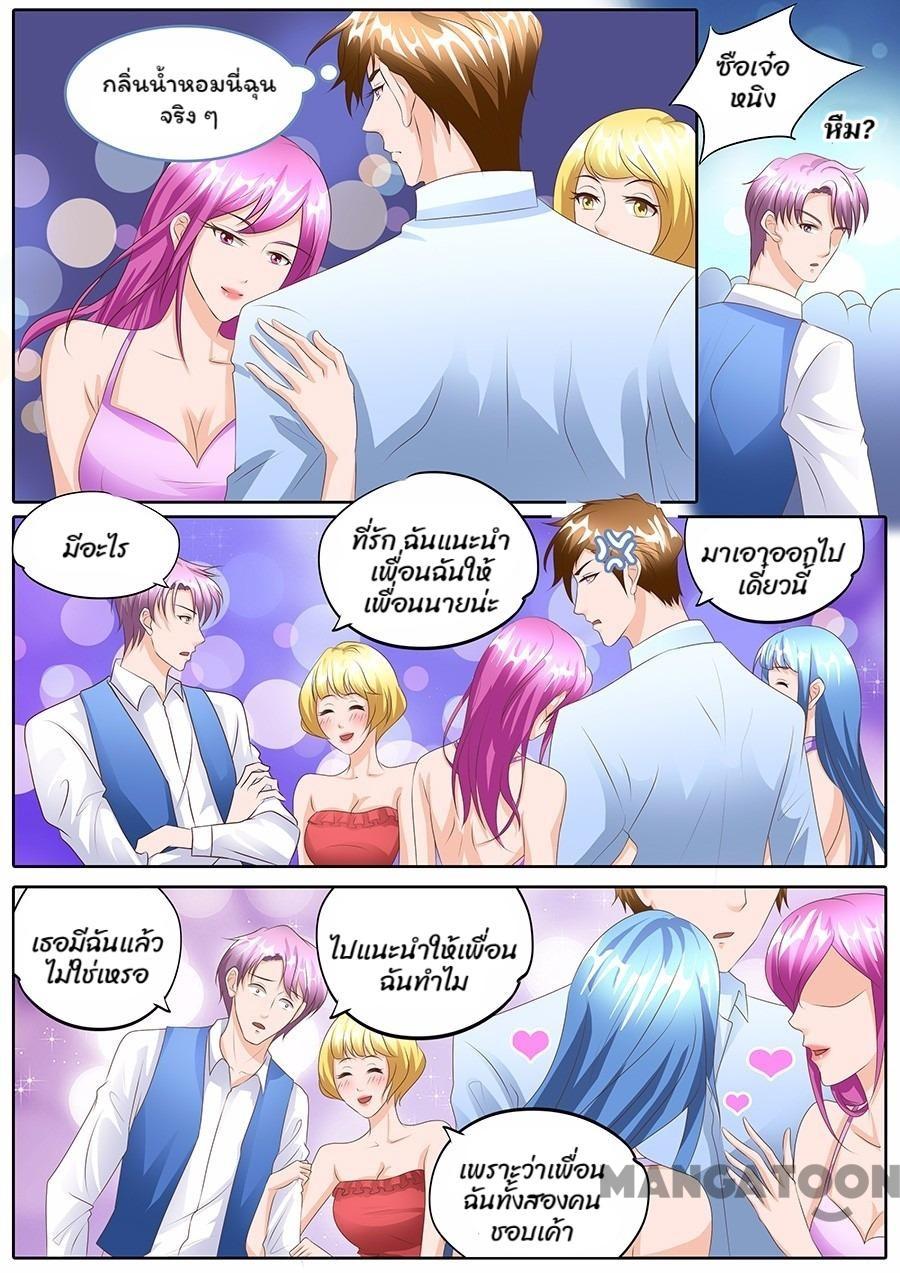 กลิ่นน้ำหอมนี่ฉุน
จริง ๆ
ซือเจ๋อ
หนิง
หืม?
มีอะไร
ที่รัก ฉันแนะนำ
เพื่อนฉันให้
เพื่อนนายน่ะ
มาเอาออกไป
เดี๋ยวนี้
เธอมีฉันแล้ว
ไม่ใช่เหรอ
ไปแนะนำให้เพื่อน
ฉันทำไม
เพราะว่าเพื่อน
ฉันทั้งสองคน
ชอบเค้า
MANGATOON